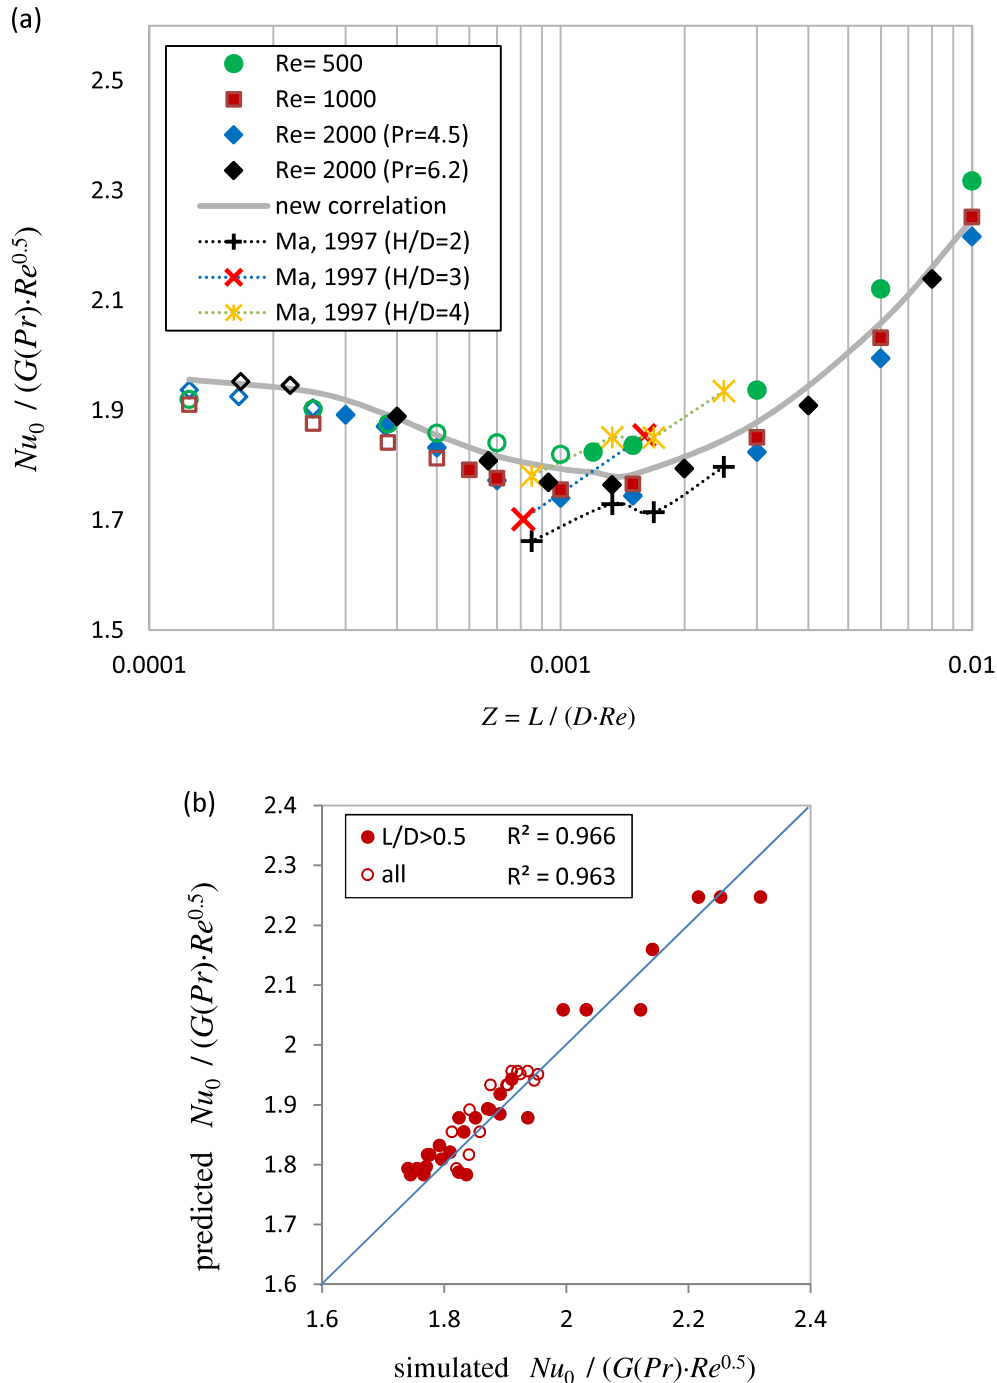 (a)
Nu₀ / (G(Pr)·Re⁰·⁵)
2.5
2.3
2.1
1.9
1.7
1.5
Re= 500
Re= 1000
Re= 2000 (Pr=4.5)
Re= 2000 (Pr=6.2)
new correlation
Ma, 1997 (H/D=2)
Ma, 1997 (H/D=3)
Ma, 1997 (H/D=4)
0.0001 0.001 0.01
Z = L / (D·Re)
(b)
predicted Nu₀ / (G(Pr)·Re⁰·⁵)
2.4
2.3
2.2
2.1
2
1.9
1.8
1.7
1.6
L/D>0.5 R² = 0.966
all R² = 0.963
1.6 1.8 2 2.2 2.4
simulated Nu₀ / (G(Pr)·Re⁰·⁵)